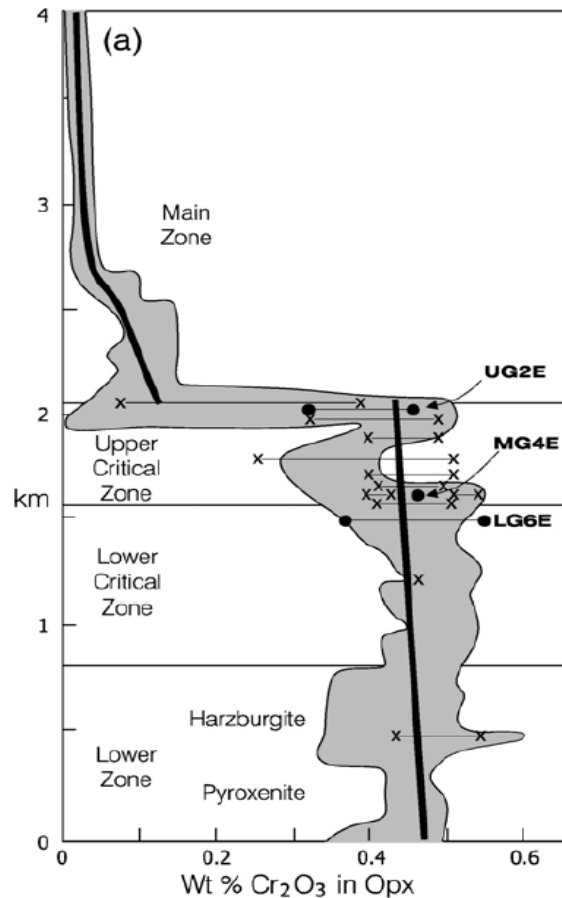 4
(a)
3
Main
Zone
UG2E
2
Upper
Critical
Zone
MG4E
km
LG6E
Lower
Critical
Zone
1
Harzburgite
Lower
Zone
Pyroxenite
0
0 0.2 0.4 0.6
Wt % Cr₂O₃ in Opx